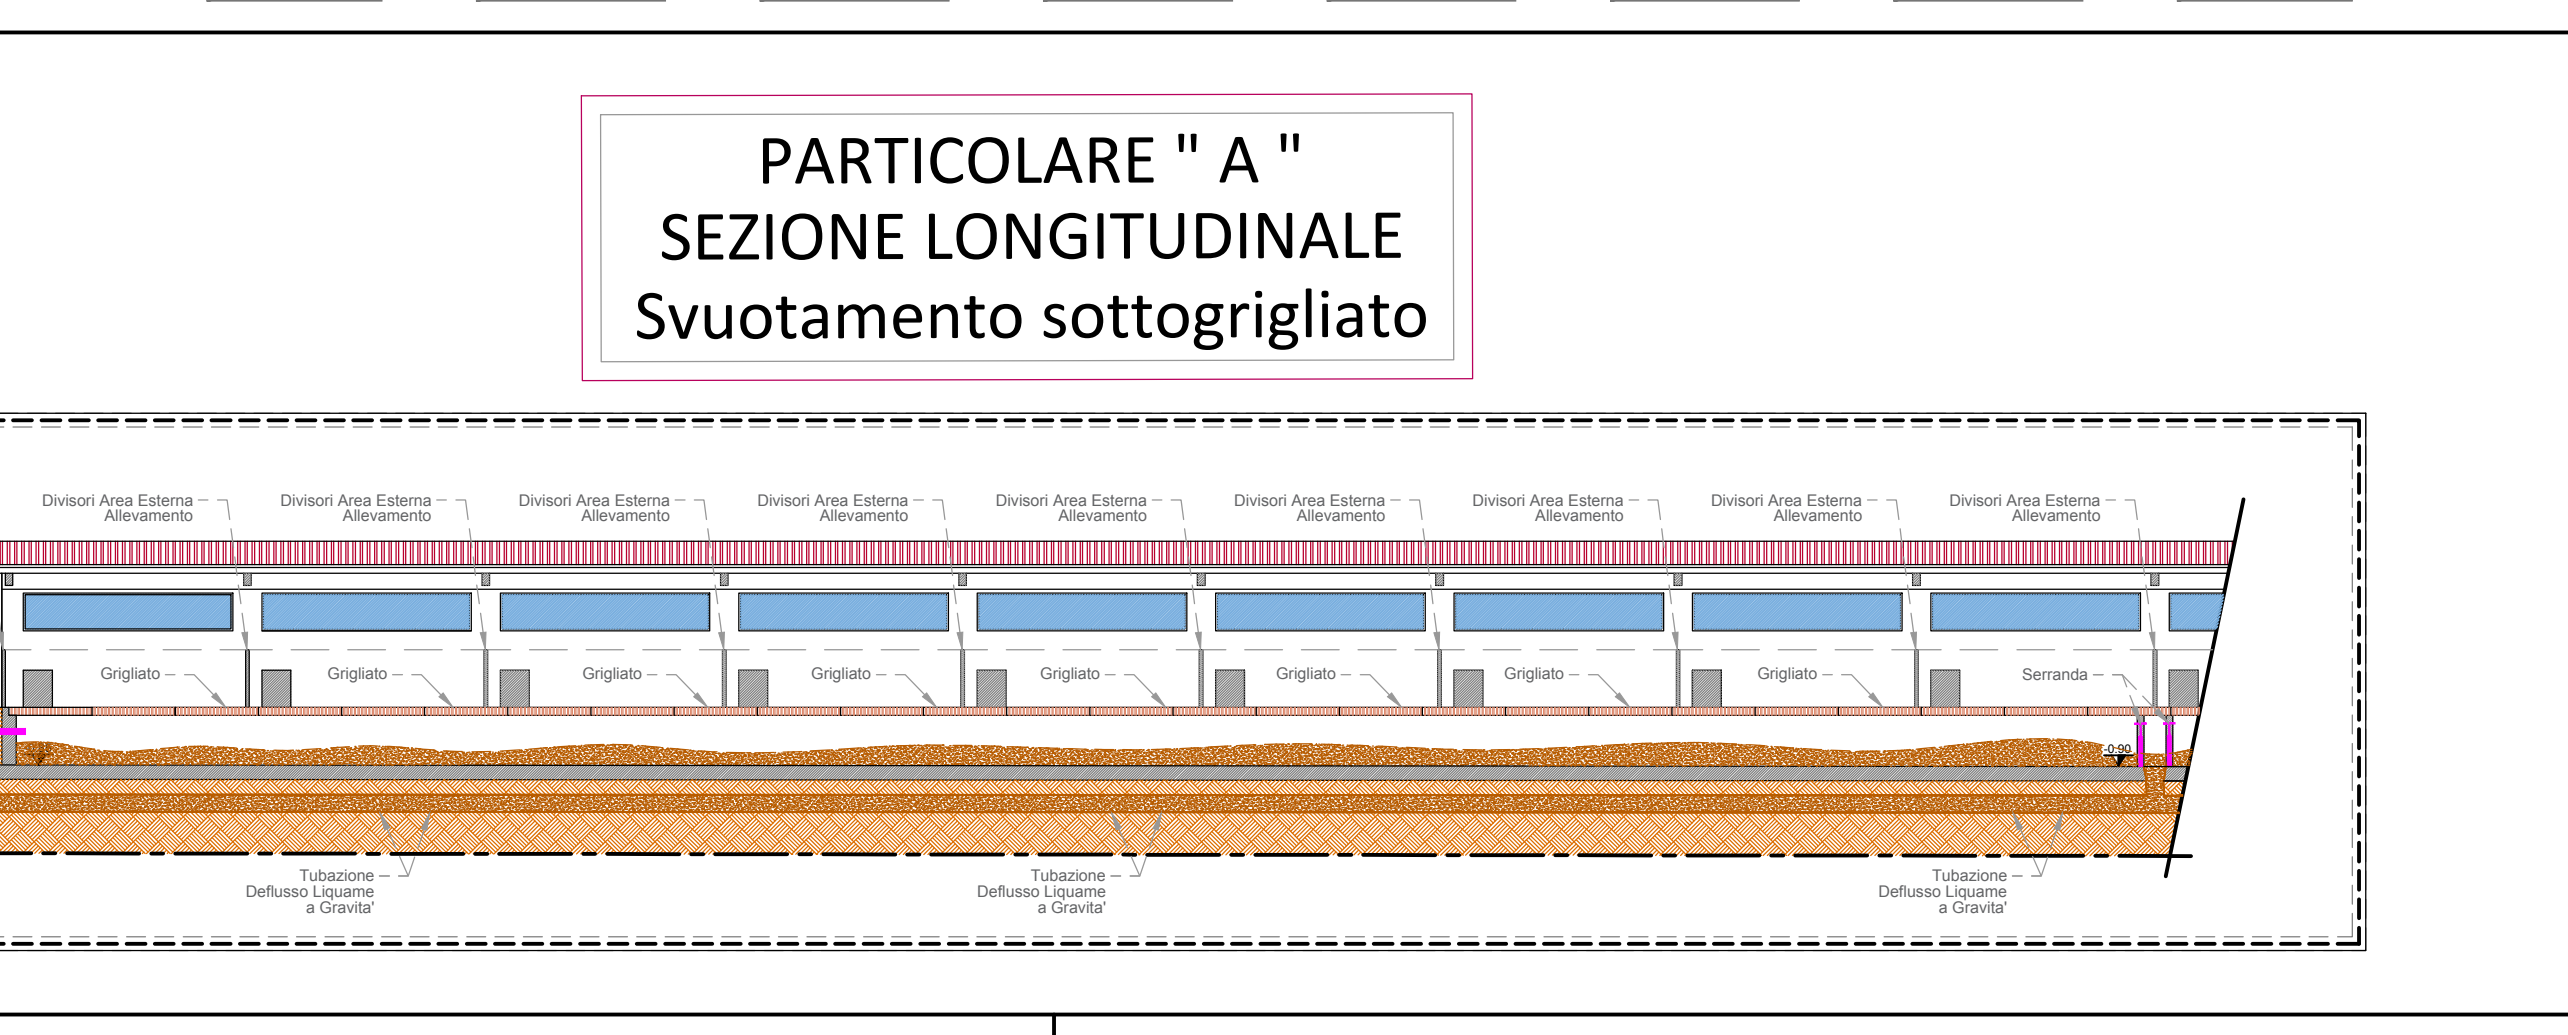 PARTICOLARE " A "
SEZIONE LONGITUDINALE
Svuotamento sottogrigliato
Divisori Area Esterna
Allevamento
Divisori Area Esterna
Allevamento
Divisori Area Esterna
Allevamento
Divisori Area Esterna
Allevamento
Divisori Area Esterna
Allevamento
Divisori Area Esterna
Allevamento
Divisori Area Esterna
Allevamento
Divisori Area Esterna
Allevamento
Divisori Area Esterna
Allevamento
Grigliato
Grigliato
Grigliato
Grigliato
Grigliato
Grigliato
Grigliato
Grigliato
Serranda
-0.90
Tubazione
Deflusso Liquame
a Gravita'
Tubazione
Deflusso Liquame
a Gravita'
Tubazione
Deflusso Liquame
a Gravita'